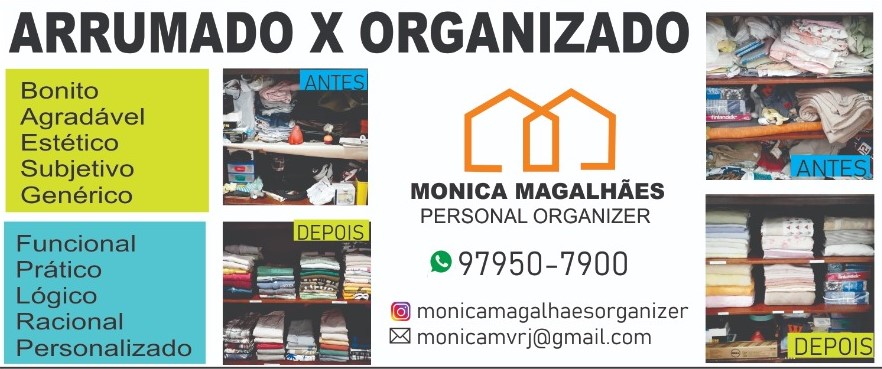 ARRUMADO X ORGANIZADO
Bonito
Agradável
Estético
Subjetivo
Genérico
Funcional
Prático
Lógico
Racional
Personalizado
ANTES
DEPOIS
MONICA MAGALHÃES
PERSONAL ORGANIZER
97950-7900
monicamagalhaesorganizer
monicamvrj@gmail.com
ANTES
DEPOIS